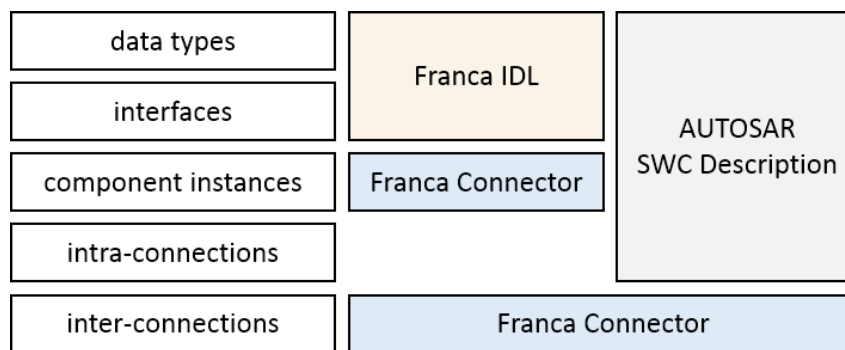 data types
interfaces
component instances
intra-connections
inter-connections
Franca IDL
Franca Connector
AUTOSAR
SWC Description
Franca Connector